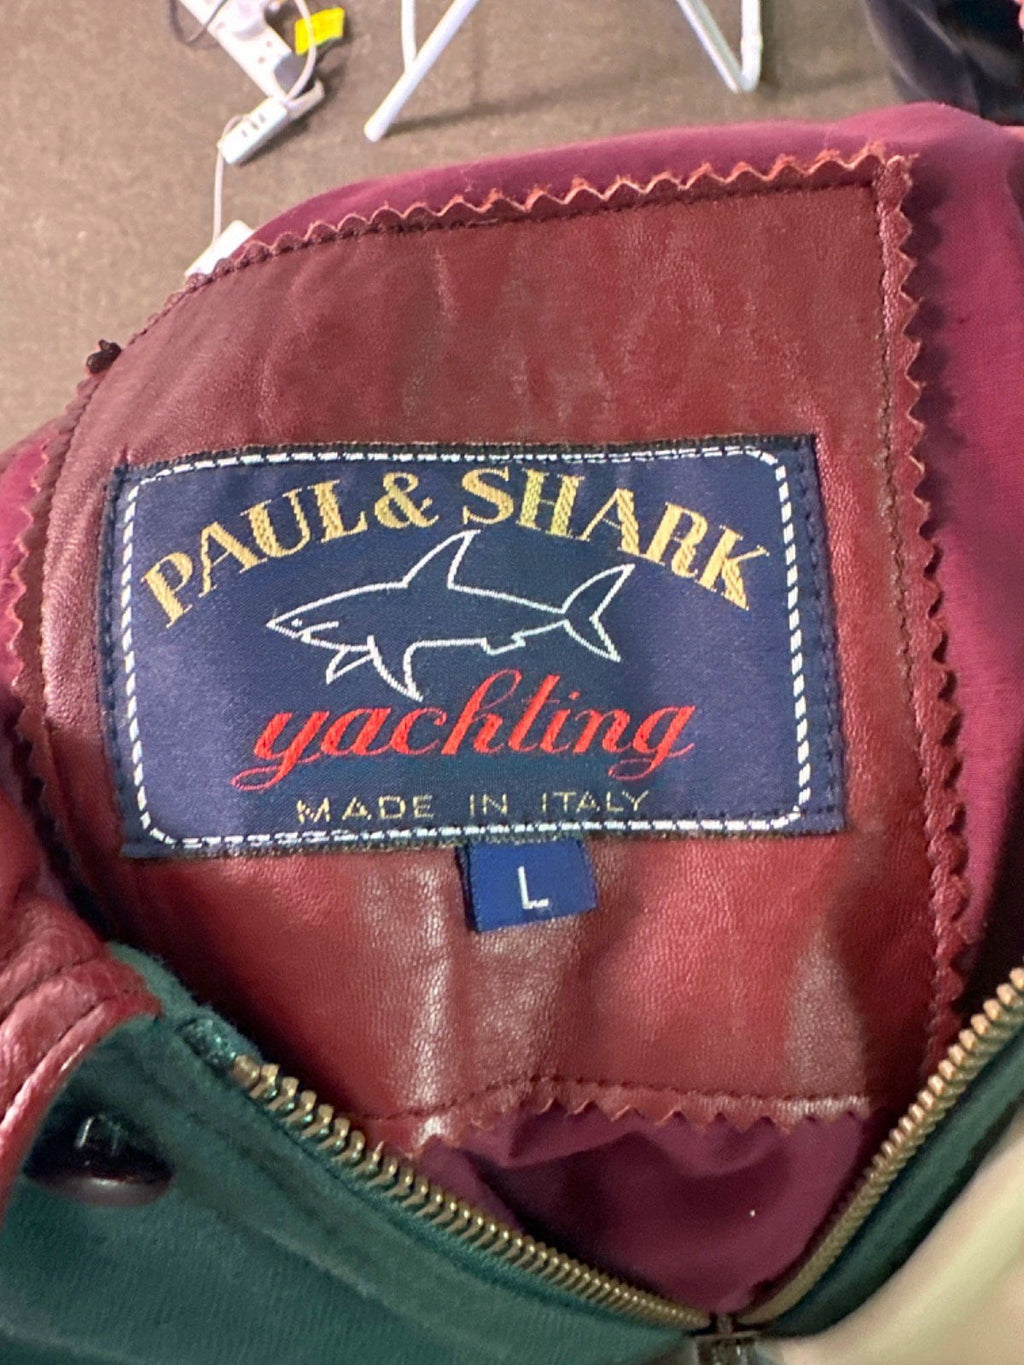 PAUL & SHARK
yachting
MADE IN ITALY
L